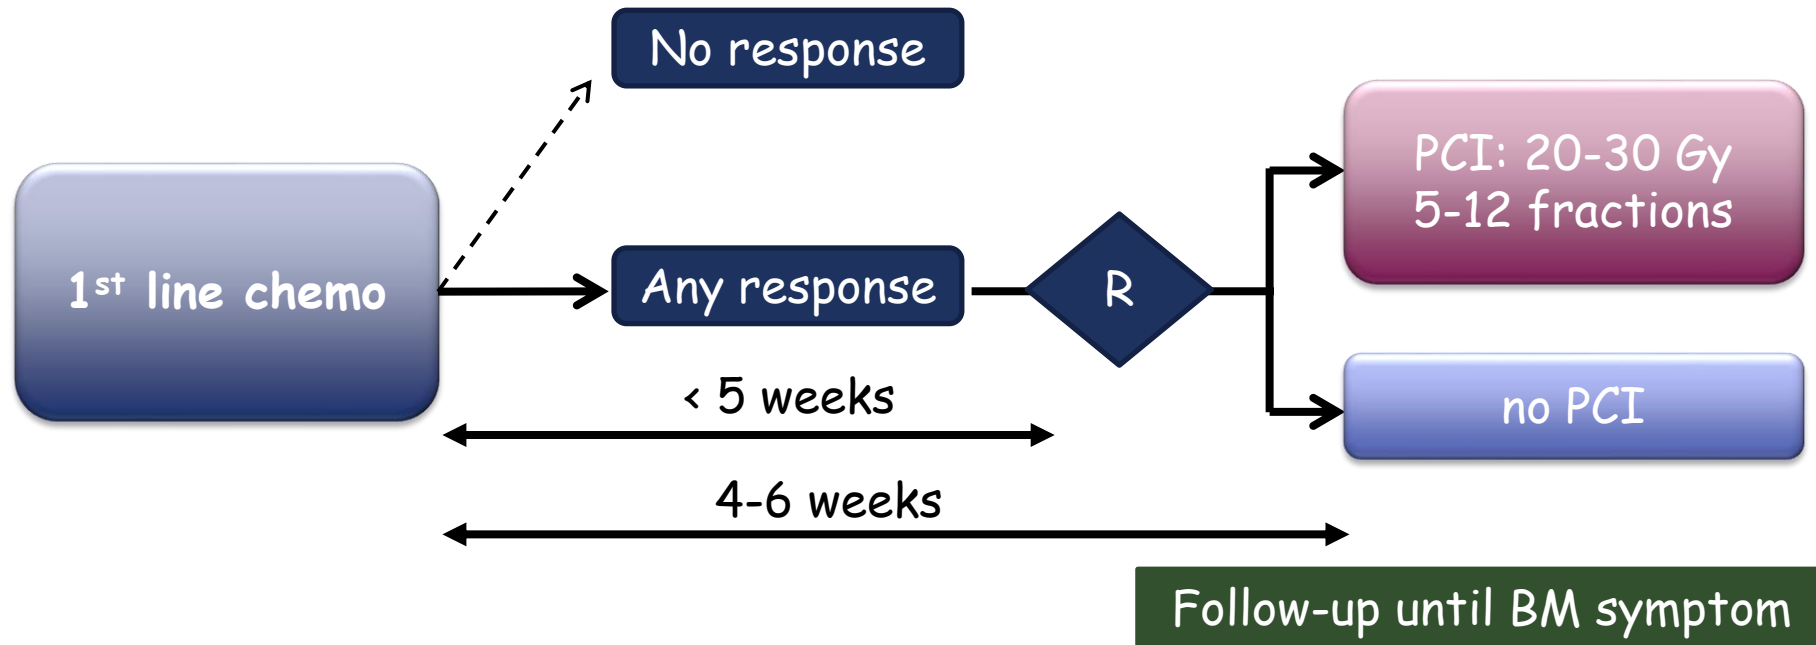 No response
1st line chemo
Any response
R
PCI: 20-30 Gy
5-12 fractions
no PCI
< 5 weeks
4-6 weeks
Follow-up until BM symptom